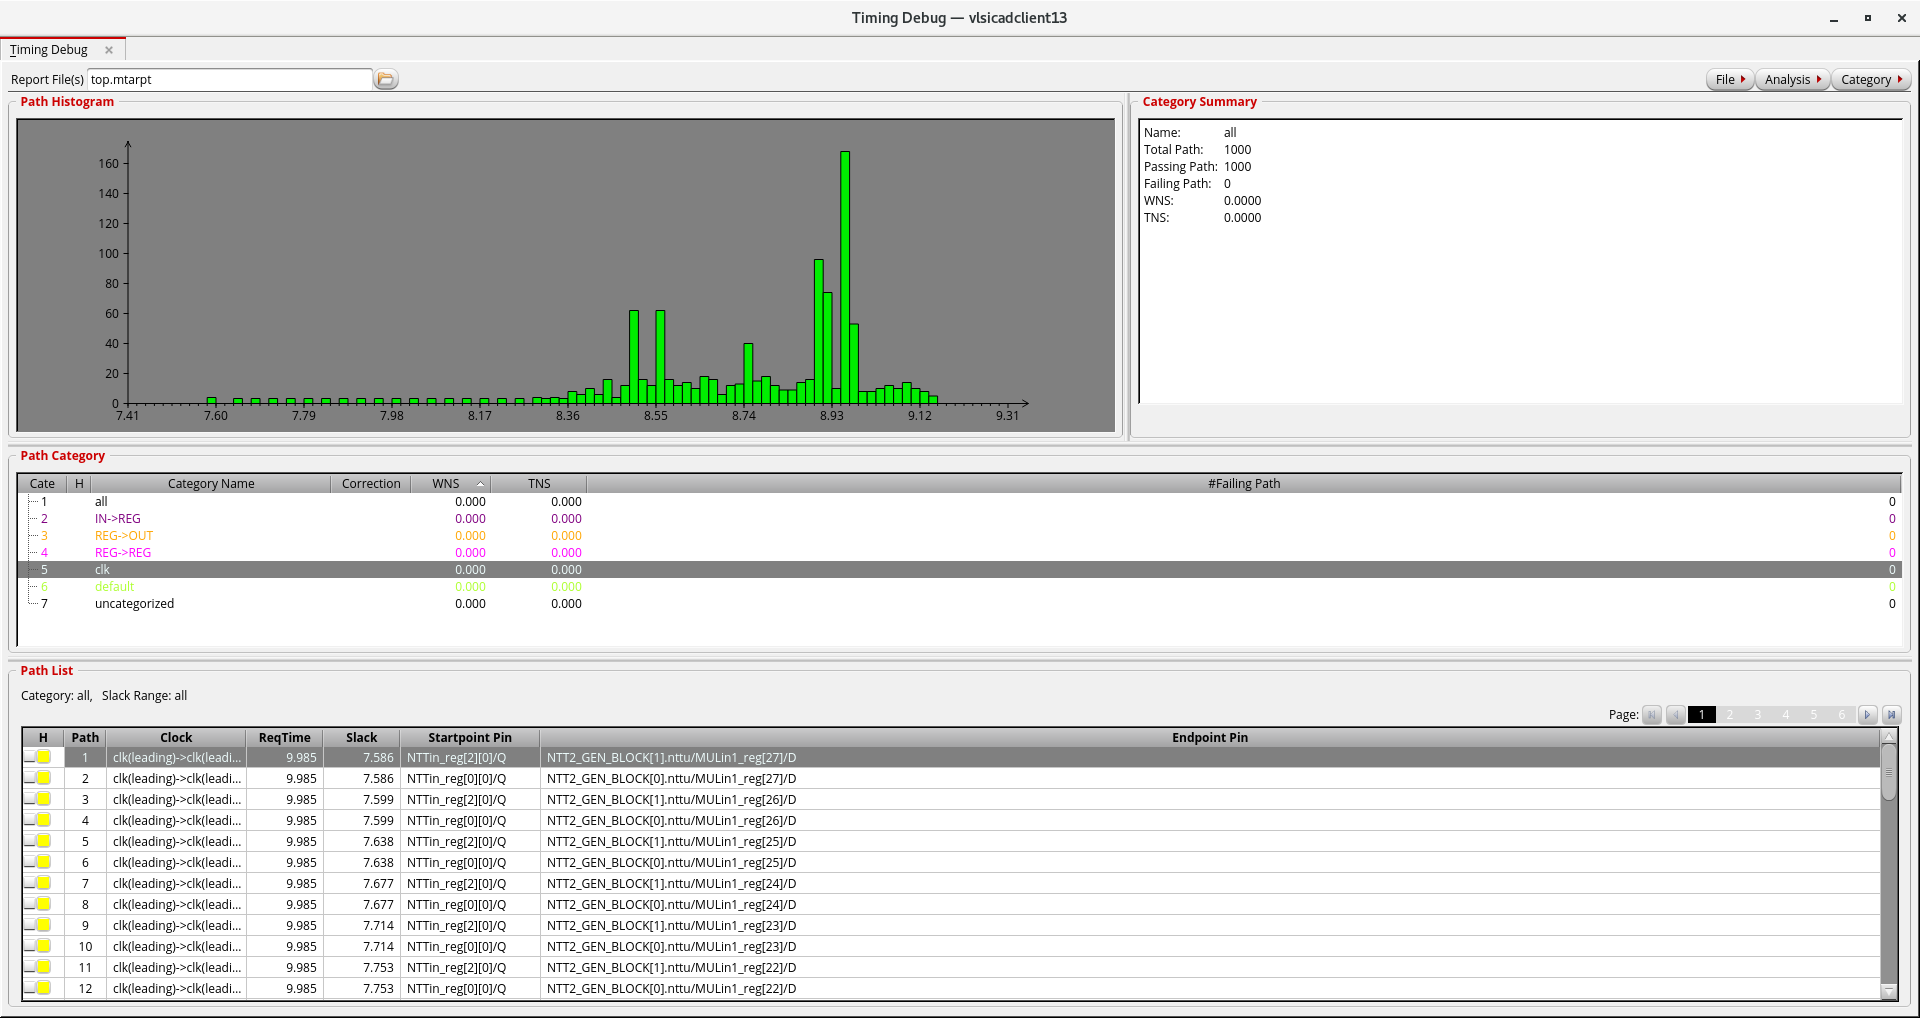 Timing Debug — vlsicadclient13
Timing Debug
Report File(s) top.mtarpt
File Analysis Category
Path Histogram
160
140
120
100
80
60
40
20
0
7.41 7.60 7.79 7.98 8.17 8.36 8.55 8.74 8.93 9.12 9.31
Category Summary
Name: all
Total Path: 1000
Passing Path: 1000
Failing Path: 0
WNS: 0.0000
TNS: 0.0000
Path Category
Cate H Category Name Correction WNS TNS #Failing Path
1 all 0.000 0.000 0
2 IN->REG 0.000 0.000 0
3 REG->OUT 0.000 0.000 0
4 REG->REG 0.000 0.000 0
5 clk 0.000 0.000 0
6 default 0.000 0.000 0
7 uncategorized 0.000 0.000 0
Path List
Category: all, Slack Range: all
Page: 1 2 3 4 5 6
H Path Clock ReqTime Slack Startpoint Pin Endpoint Pin
1 clk(leading)->clk(leadi... 9.985 7.586 NTTin_reg[2][0]/Q NTT2_GEN_BLOCK[1].nttu/MULin1_reg[27]/D
2 clk(leading)->clk(leadi... 9.985 7.586 NTTin_reg[0][0]/Q NTT2_GEN_BLOCK[0].nttu/MULin1_reg[27]/D
3 clk(leading)->clk(leadi... 9.985 7.599 NTTin_reg[2][0]/Q NTT2_GEN_BLOCK[1].nttu/MULin1_reg[26]/D
4 clk(leading)->clk(leadi... 9.985 7.599 NTTin_reg[0][0]/Q NTT2_GEN_BLOCK[0].nttu/MULin1_reg[26]/D
5 clk(leading)->clk(leadi... 9.985 7.638 NTTin_reg[2][0]/Q NTT2_GEN_BLOCK[1].nttu/MULin1_reg[25]/D
6 clk(leading)->clk(leadi... 9.985 7.638 NTTin_reg[0][0]/Q NTT2_GEN_BLOCK[0].nttu/MULin1_reg[25]/D
7 clk(leading)->clk(leadi... 9.985 7.677 NTTin_reg[2][0]/Q NTT2_GEN_BLOCK[1].nttu/MULin1_reg[24]/D
8 clk(leading)->clk(leadi... 9.985 7.677 NTTin_reg[0][0]/Q NTT2_GEN_BLOCK[0].nttu/MULin1_reg[24]/D
9 clk(leading)->clk(leadi... 9.985 7.714 NTTin_reg[2][0]/Q NTT2_GEN_BLOCK[1].nttu/MULin1_reg[23]/D
10 clk(leading)->clk(leadi... 9.985 7.714 NTTin_reg[0][0]/Q NTT2_GEN_BLOCK[0].nttu/MULin1_reg[23]/D
11 clk(leading)->clk(leadi... 9.985 7.753 NTTin_reg[2][0]/Q NTT2_GEN_BLOCK[1].nttu/MULin1_reg[22]/D
12 clk(leading)->clk(leadi... 9.985 7.753 NTTin_reg[0][0]/Q NTT2_GEN_BLOCK[0].nttu/MULin1_reg[22]/D